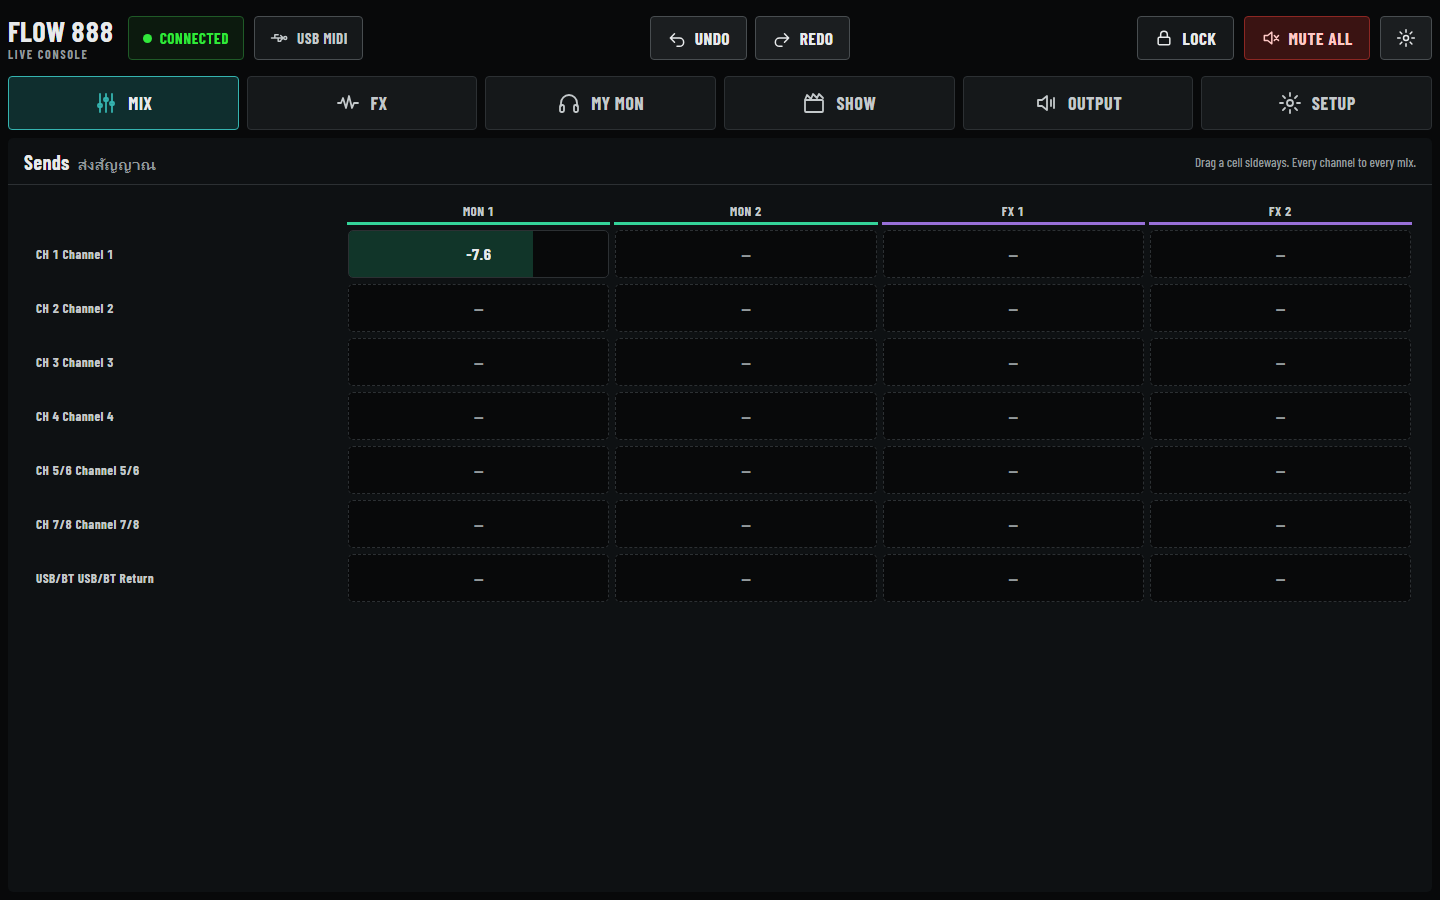 FLOW 888
LIVE CONSOLE
CONNECTED
USB MIDI
UNDO
REDO
LOCK
MUTE ALL
MIX
FX
MY MON
SHOW
OUTPUT
SETUP
Sends ส่งสัญญาณ
Drag a cell sideways. Every channel to every mix.
MON 1 MON 2 FX 1 FX 2
CH 1 Channel 1 -7.6 – – –
CH 2 Channel 2 – – – –
CH 3 Channel 3 – – – –
CH 4 Channel 4 – – – –
CH 5/6 Channel 5/6 – – – –
CH 7/8 Channel 7/8 – – – –
USB/BT USB/BT Return – – – –